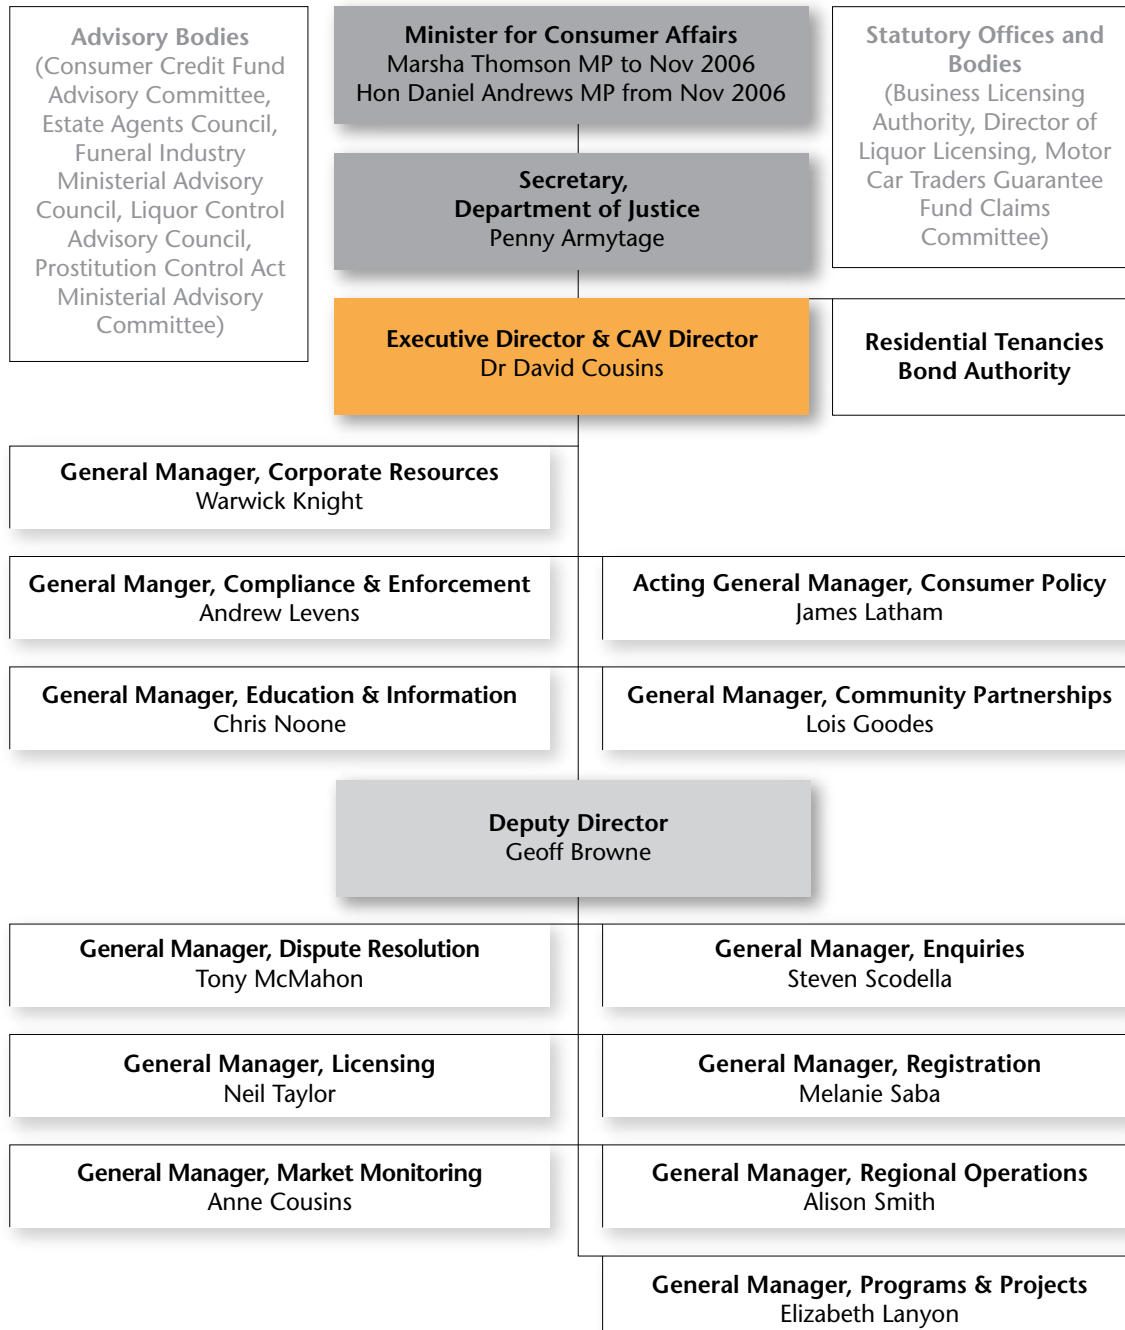 Advisory Bodies
(Consumer Credit Fund
Advisory Committee,
Estate Agents Council,
Funeral Industry
Ministerial Advisory
Council, Liquor Control
Advisory Council,
Prostitution Control Act
Ministerial Advisory
Committee)
Minister for Consumer Affairs
Marsha Thomson MP to Nov 2006
Hon Daniel Andrews MP from Nov 2006
Statutory Offices and
Bodies
(Business Licensing
Authority, Director of
Liquor Licensing, Motor
Car Traders Guarantee
Fund Claims
Committee)
Secretary,
Department of Justice
Penny Armytage
Executive Director & CAV Director
Dr David Cousins
Residential Tenancies
Bond Authority
General Manager, Corporate Resources
Warwick Knight
General Manger, Compliance & Enforcement
Andrew Levens
Acting General Manager, Consumer Policy
James Latham
General Manager, Education & Information
Chris Noone
General Manager, Community Partnerships
Lois Goodes
Deputy Director
Geoff Browne
General Manager, Dispute Resolution
Tony McMahon
General Manager, Enquiries
Steven Scodella
General Manager, Licensing
Neil Taylor
General Manager, Registration
Melanie Saba
General Manager, Market Monitoring
Anne Cousins
General Manager, Regional Operations
Alison Smith
General Manager, Programs & Projects
Elizabeth Lanyon